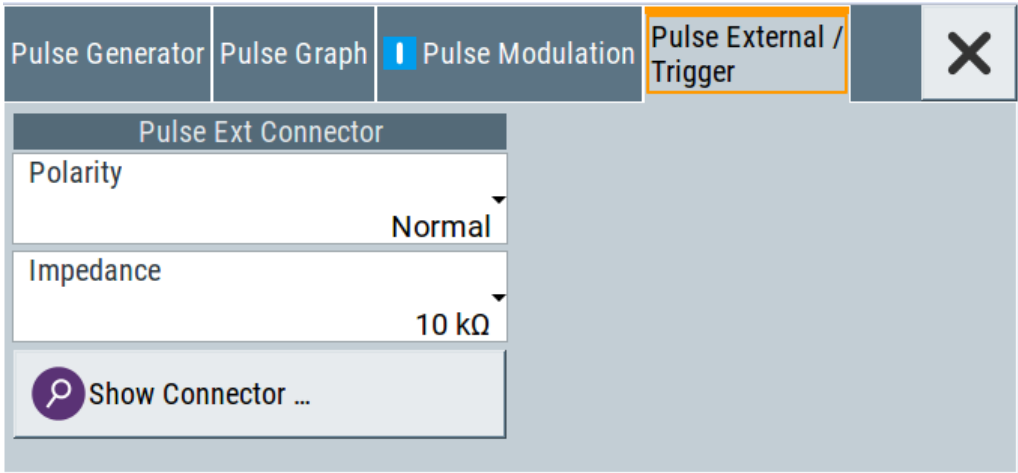 Pulse Generator
Pulse Graph
Pulse Modulation
Pulse External /
Trigger
Pulse Ext Connector
Polarity
Normal
Impedance
10 kΩ
Show Connector ...